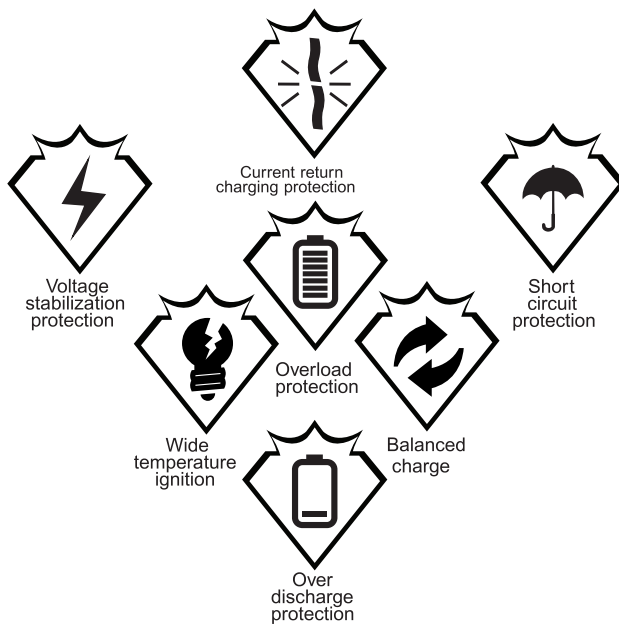 Current return
charging protection
Voltage
stabilization
protection
Short
circuit
protection
Overload
protection
Wide
temperature
ignition
Balanced
charge
Over
discharge
protection